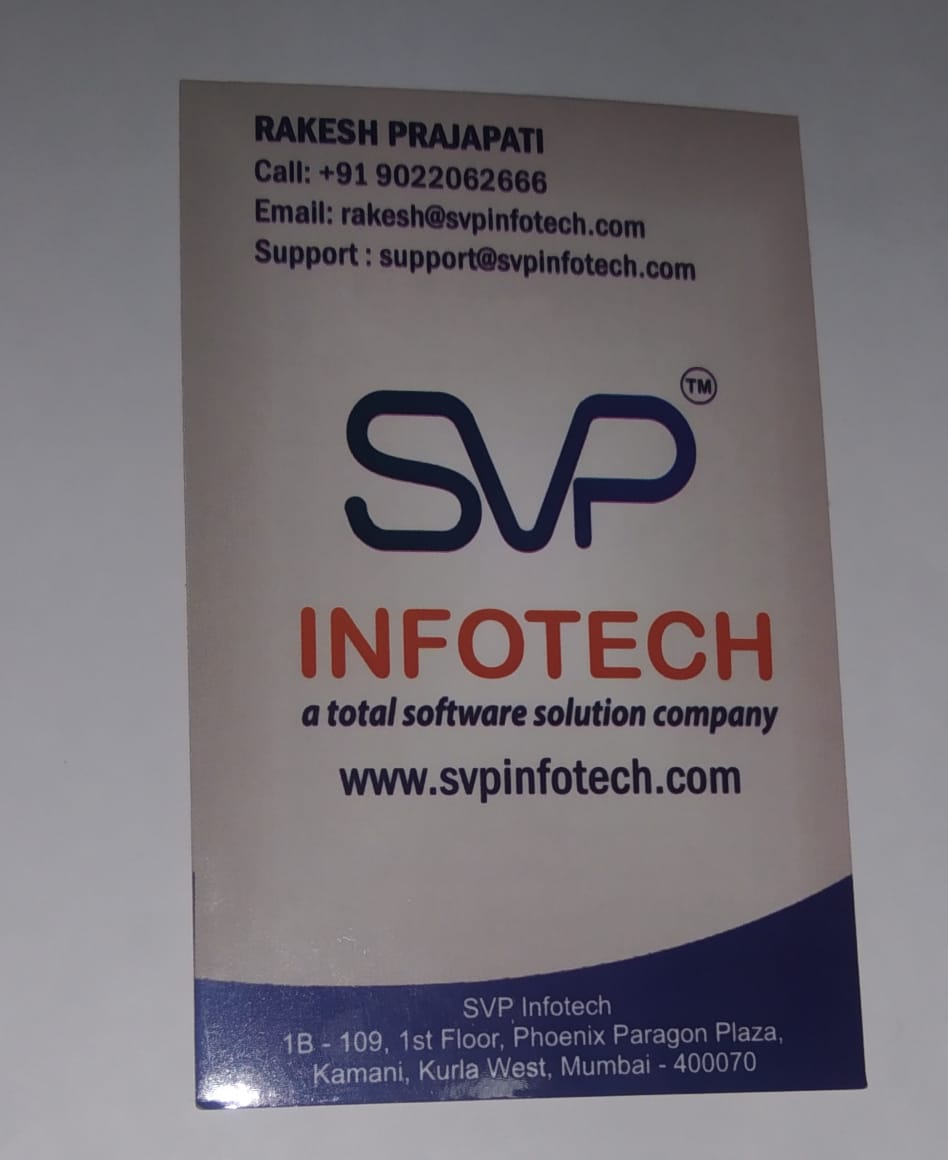 RAKESH PRAJAPATI
Call: +91 9022062666
Email: rakesh@svpinfotech.com
Support : support@svpinfotech.com
SVP TM
INFOTECH
a total software solution company
www.svpinfotech.com
SVP Infotech
1B - 109, 1st Floor, Phoenix Paragon Plaza,
Kamani, Kurla West, Mumbai - 400070